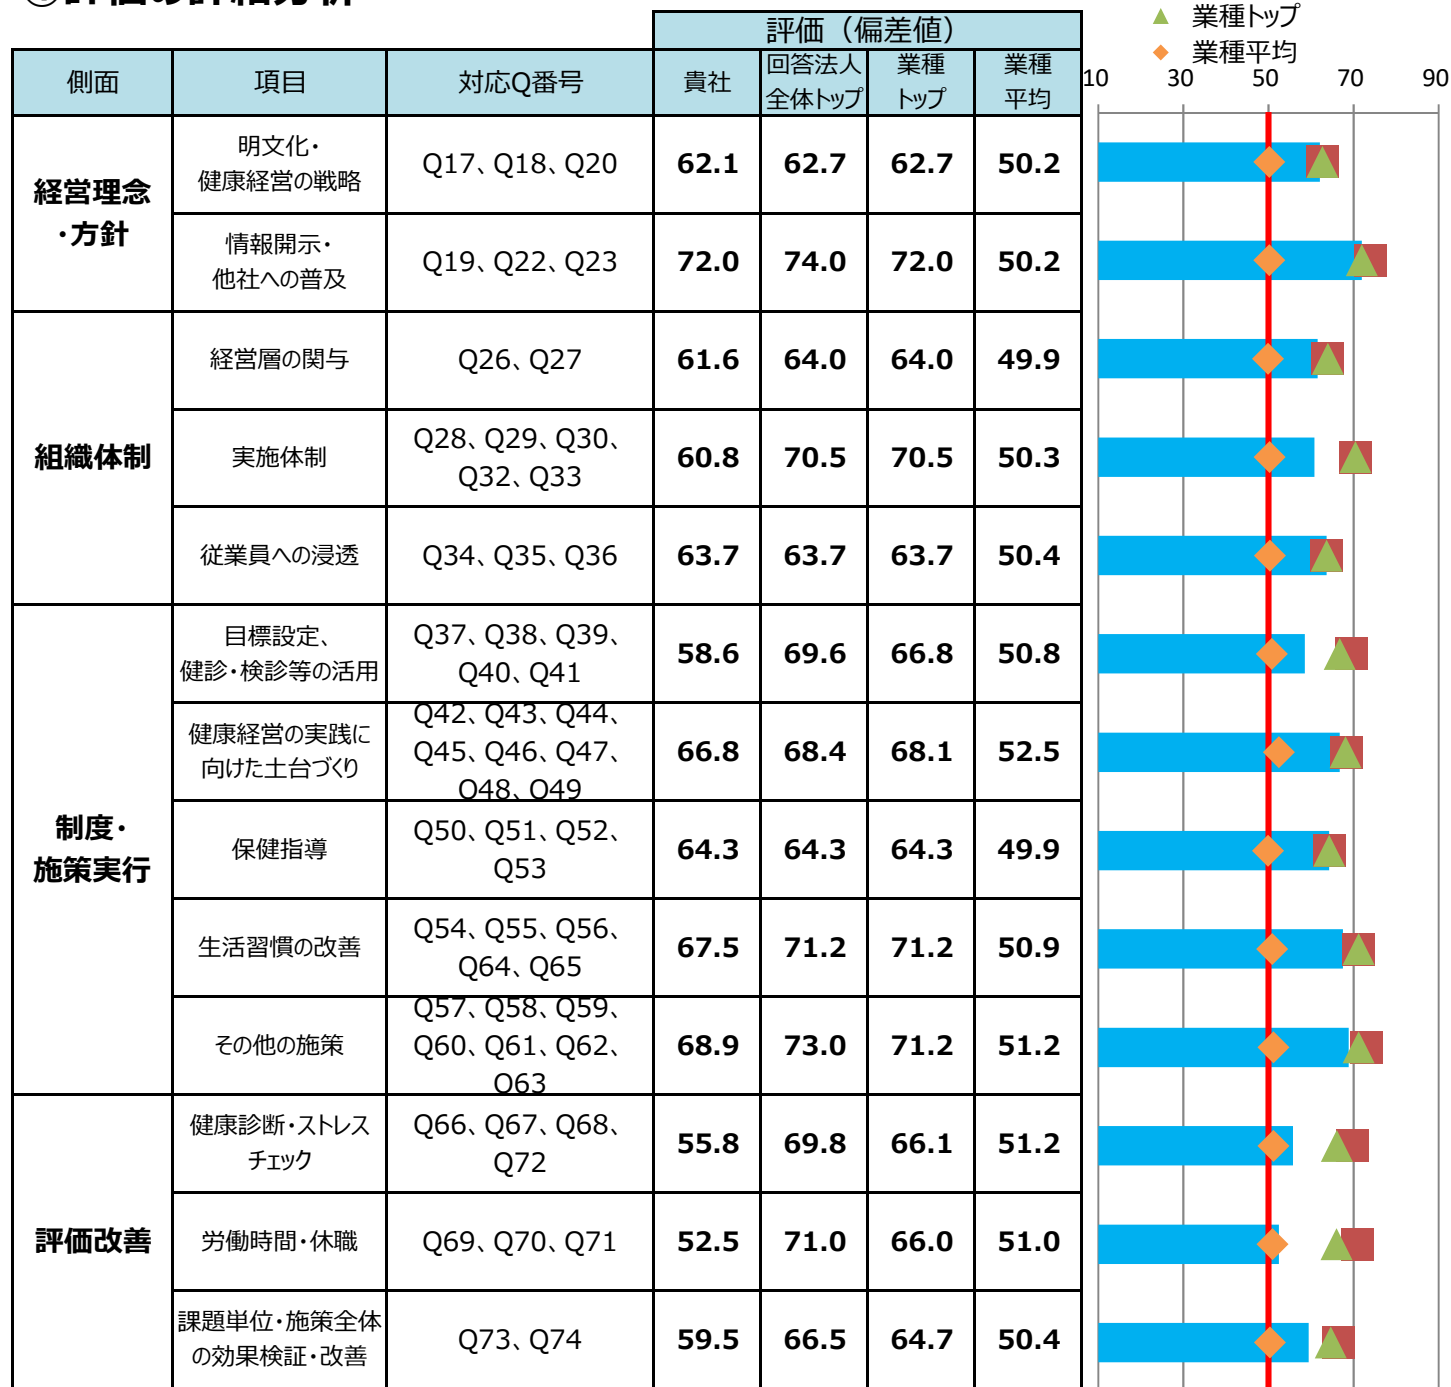 評価（偏差値）
▲ 業種トップ
◆ 業種平均
側面 項目 対応Q番号 貴社 回答法人 業種 業種
全体トップ トップ 平均
10 30 50 70 90
経営理念
・方針
明文化・
健康経営の戦略
Q17、Q18、Q20 62.1 62.7 62.7 50.2
情報開示・
他社への普及
Q19、Q22、Q23 72.0 74.0 72.0 50.2
組織体制
経営層の関与 Q26、Q27 61.6 64.0 64.0 49.9
実施体制
Q28、Q29、Q30、
Q32、Q33
60.8 70.5 70.5 50.3
従業員への浸透 Q34、Q35、Q36 63.7 63.7 63.7 50.4
制度・
施策実行
目標設定、
健診・検診等の活用
Q37、Q38、Q39、
Q40、Q41
58.6 69.6 66.8 50.8
健康経営の実践に
向けた土台づくり
Q42、Q43、Q44、
Q45、Q46、Q47、
Q48、Q49
66.8 68.4 68.1 52.5
保健指導
Q50、Q51、Q52、
Q53
64.3 64.3 64.3 49.9
生活習慣の改善
Q54、Q55、Q56、
Q64、Q65
67.5 71.2 71.2 50.9
その他の施策
Q57、Q58、Q59、
Q60、Q61、Q62、
Q63
68.9 73.0 71.2 51.2
評価改善
健康診断・ストレス
チェック
Q66、Q67、Q68、
Q72
55.8 69.8 66.1 51.2
労働時間・休職 Q69、Q70、Q71 52.5 71.0 66.0 51.0
課題単位・施策全体
の効果検証・改善
Q73、Q74 59.5 66.5 64.7 50.4